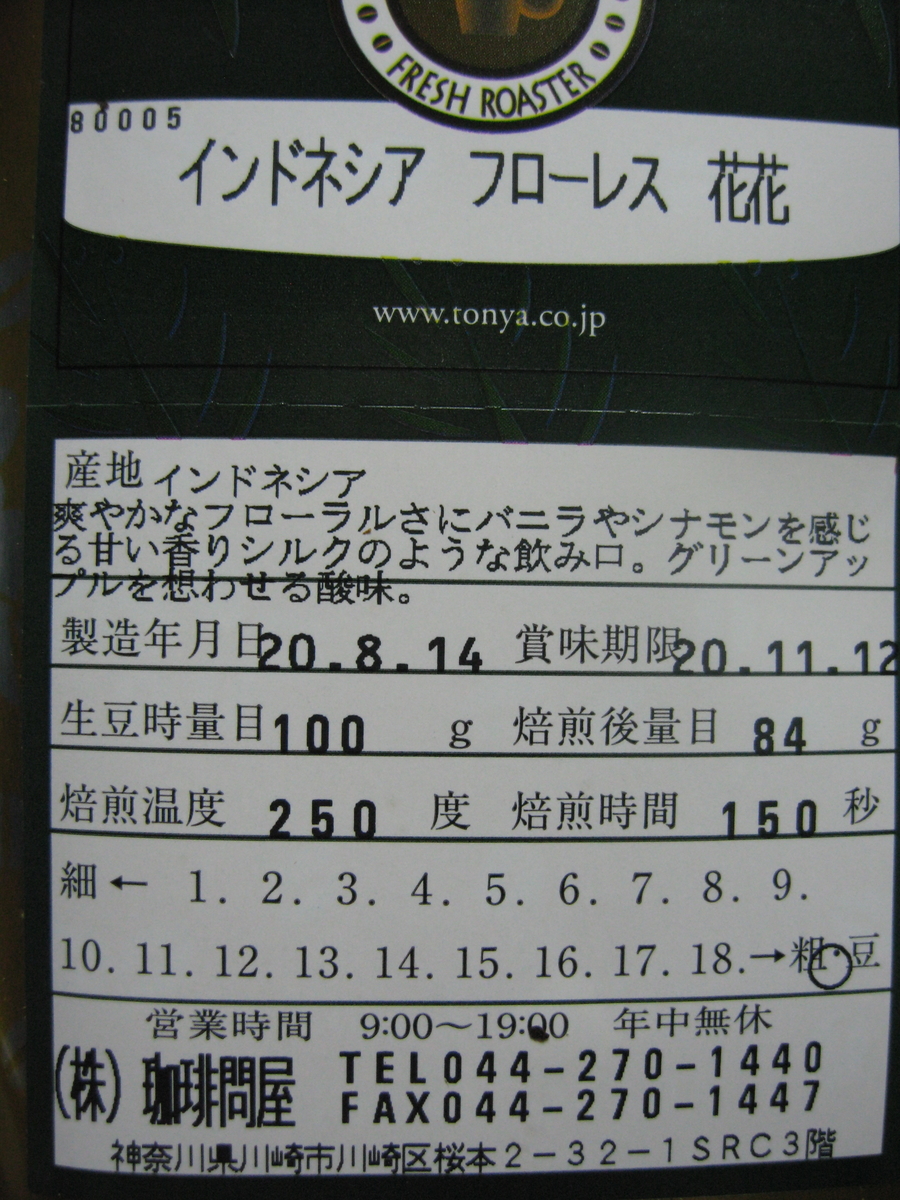 FRESH ROASTER
80005
インドネシア フローレス 花花
www.tonya.co.jp
産地 インドネシア
爽やかなフローラルさにバニラやシナモンを感じ
る甘い香りシルクのような飲み口。グリーンアッ
プルを想わせる酸味。
製造年月日20.8.14 賞味期限20.11.12
生豆時量目100 g 焙煎後量目 84 g
焙煎温度 250 度 焙煎時間 150 秒
細← 1. 2. 3. 4. 5. 6. 7. 8. 9.
10. 11. 12. 13. 14. 15. 16. 17. 18.→粗 豆
営業時間 9:00〜19:00 年中無休
(株)珈琲問屋 TEL044-270-1440
FAX044-270-1447
神奈川県川崎市川崎区桜本2-32-1SRC3階